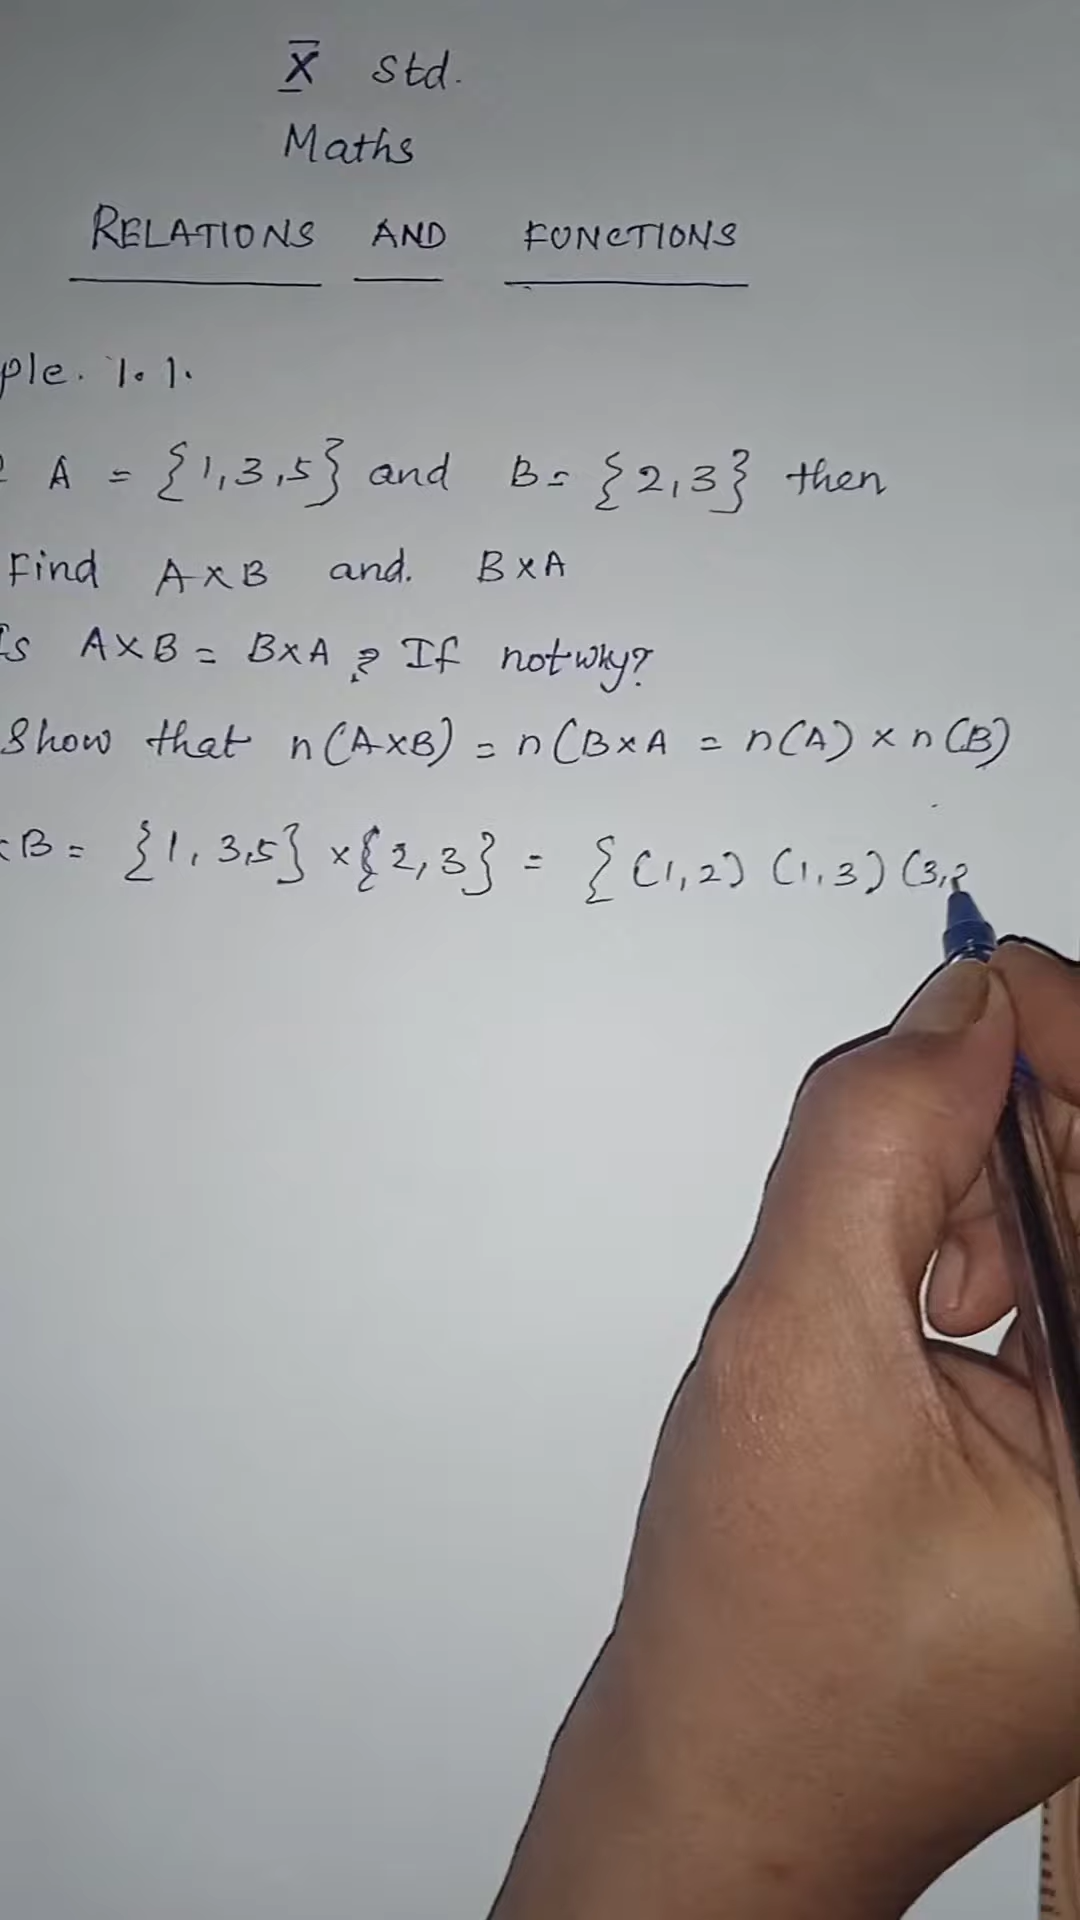 X std.
Maths
RELATIONS AND FUNCTIONS
ple. 1.1.
A = {1,3,5} and B= {2,3} then
Find A×B and. B×A
Is A×B = B×A ? If not why?
Show that n(A×B) = n(B×A = n(A) × n(B)
×B = {1, 3,5} ×{2,3} = {(1,2) (1,3) (3,2